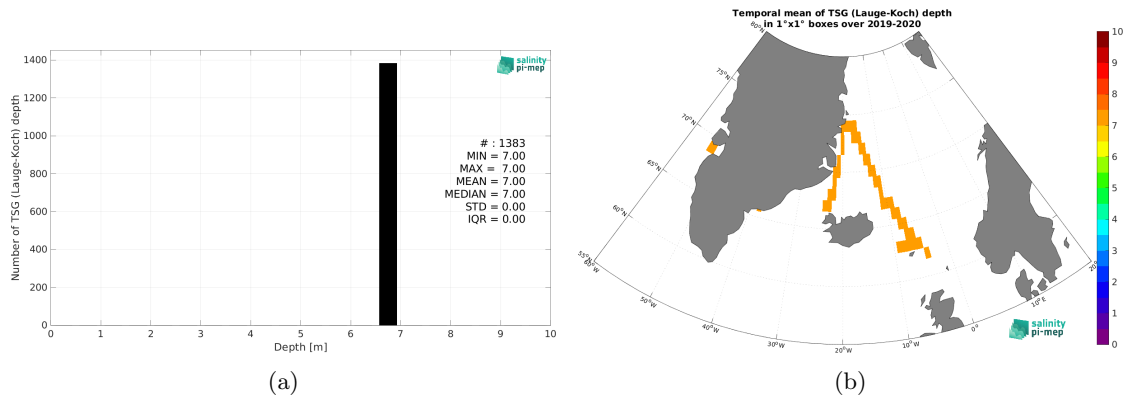 1400
1200
1000
800
600
400
200
0
Number of TSG (Lauge-Koch) depth
0 1 2 3 4 5 6 7 8 9 10
Depth [m]
salinity
pi-mep
# : 1383
MIN = 7.00
MAX = 7.00
MEAN = 7.00
MEDIAN = 7.00
STD = 0.00
IQR = 0.00
(a)
Temporal mean of TSG (Lauge-Koch) depth
in 1°x1° boxes over 2019-2020
80°N
75°N
70°N
65°N
60°N
55°N
60°W
50°W
40°W
30°W
20°W
10°W
0°
10°E
salinity
pi-mep
10
9
8
7
6
5
4
3
2
1
0
(b)